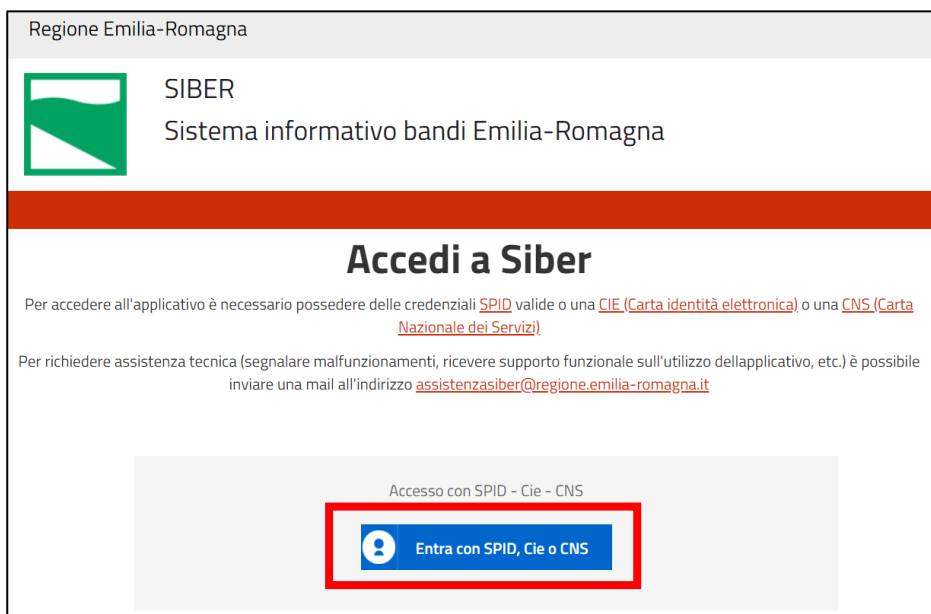 Regione Emilia-Romagna
SIBER
Sistema informativo bandi Emilia-Romagna
Accedi a Siber
Per accedere all'applicativo è necessario possedere delle credenziali SPID valide o una CIE (Carta identità elettronica) o una CNS (Carta
Nazionale dei Servizi)
Per richiedere assistenza tecnica (segnalare malfunzionamenti, ricevere supporto funzionale sull'utilizzo dellapplicativo, etc.) è possibile
inviare una mail all'indirizzo assistenzasiber@regione.emilia-romagna.it
Accesso con SPID - Cie - CNS
Entra con SPID, Cie o CNS